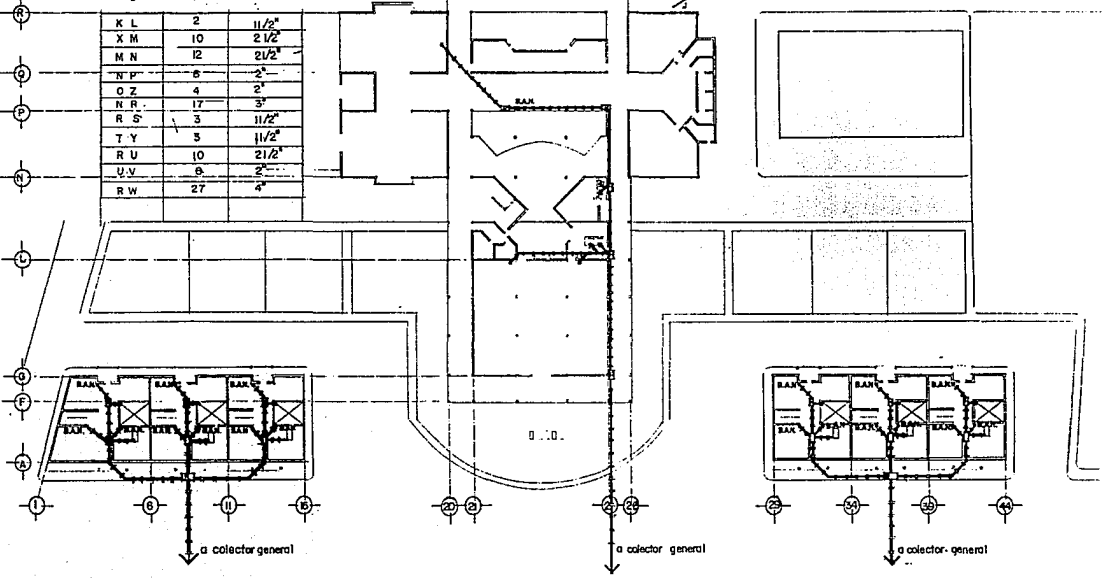 R
K L 2 11/2"
X M 10 21/2"
M N 12 21/2"
Q
N P 6 2"
O Z 4 2"
N R 17 3"
P
R S 3 11/2"
T Y 3 11/2"
R U 10 21/2"
U V 2"
N
R W 27 4"
B.A.N.
L
G
F
A
B.A.N. B.A.N. B.A.N.
B.A.N. B.A.N. B.A.N.
B.A.N. B.A.N. B.A.N.
B.A.N. B.A.N. B.A.N.
1 6 11 16 20 21 25 26 29 34 39 44
a colector general
a colector general
a colector general